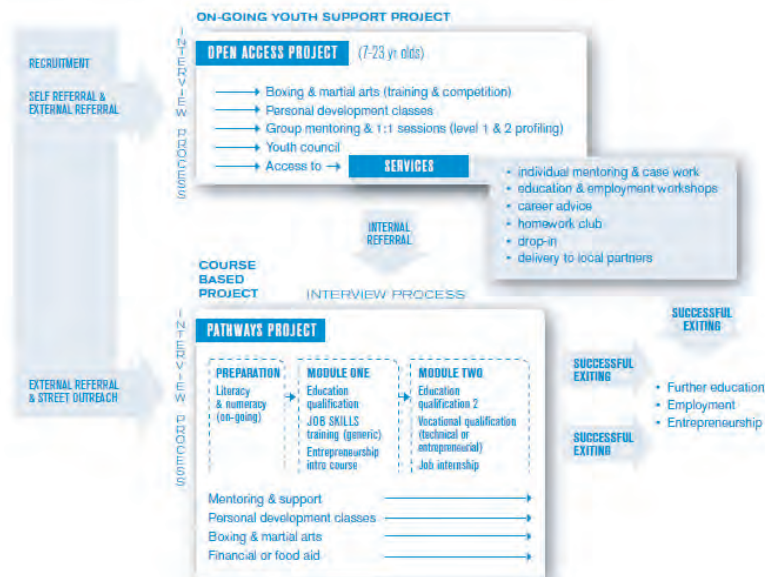 ON-GOING YOUTH SUPPORT PROJECT
INTERVIEW PROCESS
OPEN ACCESS PROJECT (7-23 yr olds)
RECRUITMENT
SELF REFERRAL &
EXTERNAL REFERRAL
Boxing & martial arts (training & competition)
Personal development classes
Group mentoring & 1:1 sessions (level 1 & 2 profiling)
Youth council
Access to → SERVICES
• individual mentoring & case work
• education & employment workshops
• career advice
• homework club
• drop-in
• delivery to local partners
INTERNAL
REFERRAL
COURSE
BASED
PROJECT
INTERVIEW PROCESS
INTERVIEW PROCESS
PATHWAYS PROJECT
EXTERNAL REFERRAL
& STREET OUTREACH
PREPARATION
Literacy
& numeracy
(on-going)
MODULE ONE
Education
qualification
JOB SKILLS
training (generic)
Entrepreneurship
intro course
MODULE TWO
Education
qualification 2
Vocational qualification
(technical or
entrepreneurial)
Job internship
Mentoring & support
Personal development classes
Boxing & martial arts
Financial or food aid
SUCCESSFUL
EXITING
SUCCESSFUL
EXITING
SUCCESSFUL
EXITING
• Further education
• Employment
• Entrepreneurship